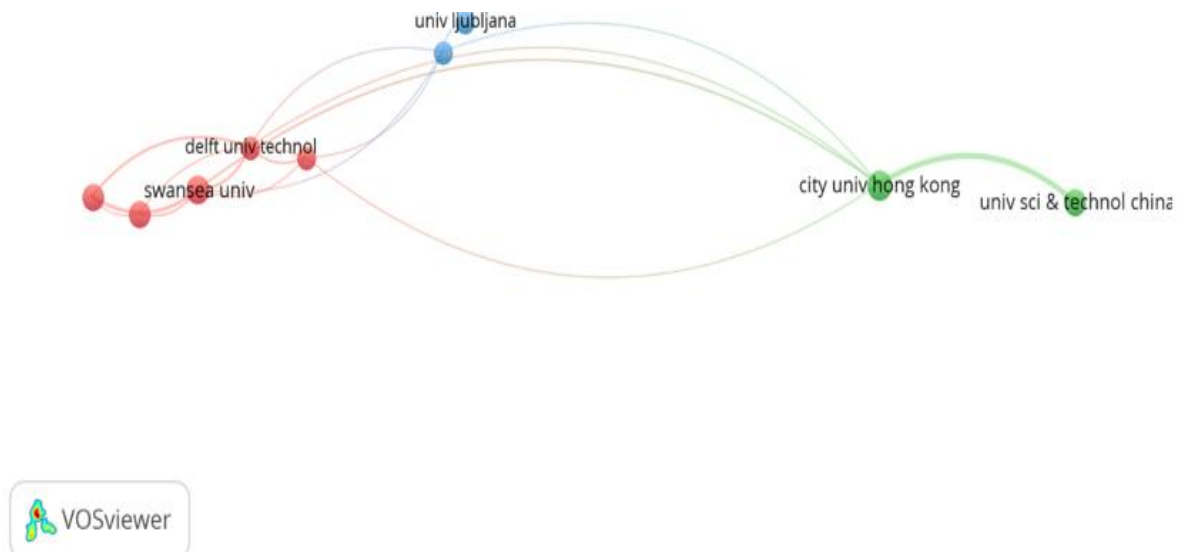 univ ljubljana
delft univ technol
swansea univ
city univ hong kong
univ sci & technol china
VOSviewer